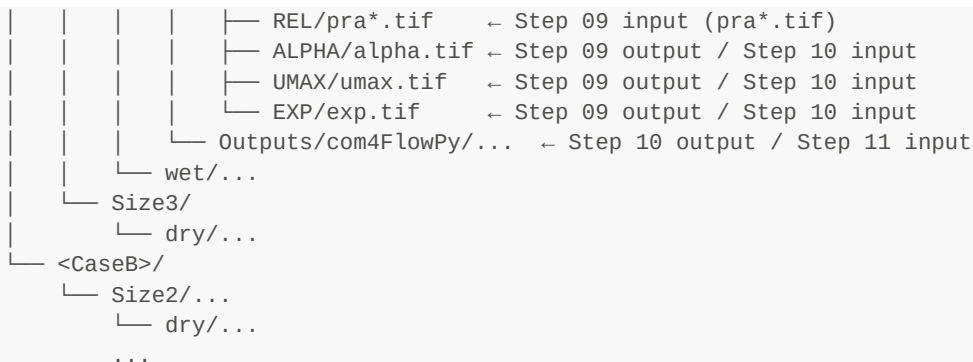 │   │   │   │   ├── REL/pra*.tif    ← Step 09 input (pra*.tif)
│   │   │   │   ├── ALPHA/alpha.tif ← Step 09 output / Step 10 input
│   │   │   │   ├── UMAX/umax.tif   ← Step 09 output / Step 10 input
│   │   │   │   └── EXP/exp.tif     ← Step 09 output / Step 10 input
│   │   │   └── Outputs/com4FlowPy/...  ← Step 10 output / Step 11 input
│   │   └── wet/...
│   └── Size3/
│       └── dry/...
└── <CaseB>/
    └── Size2/...
        └── dry/...
        ...